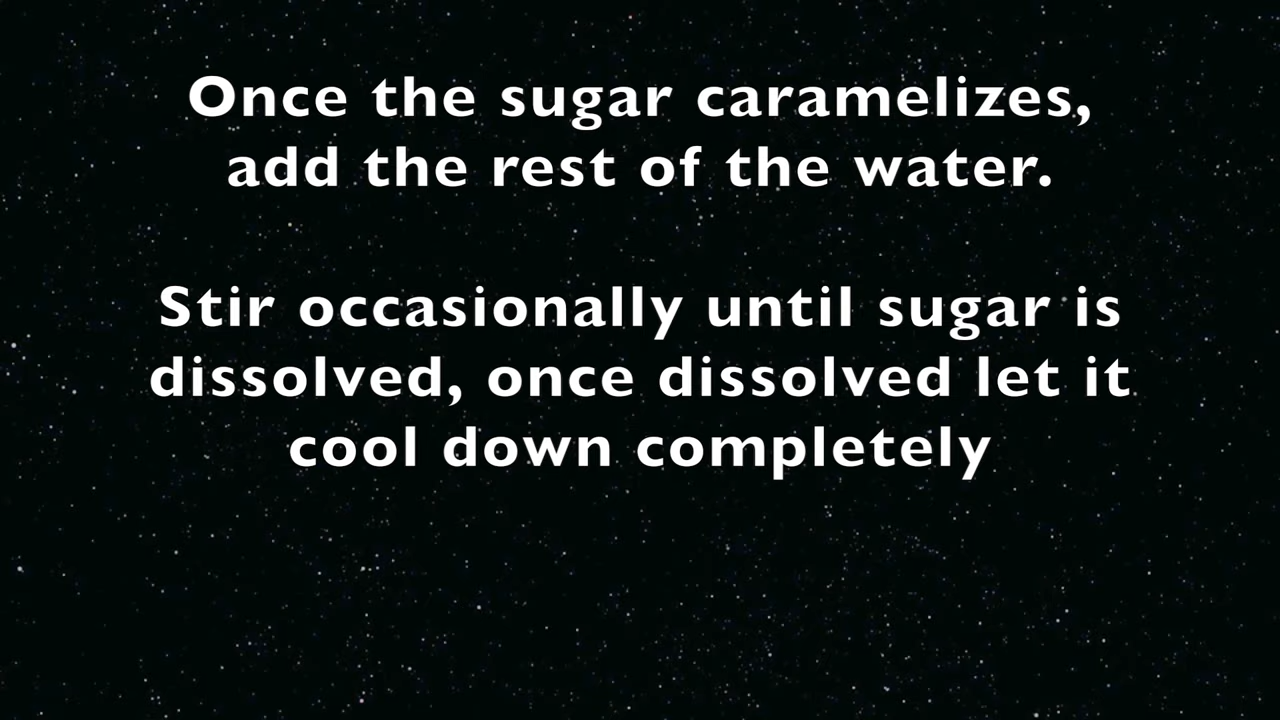 Once the sugar caramelizes,
add the rest of the water.
Stir occasionally until sugar is
dissolved, once dissolved let it
cool down completely